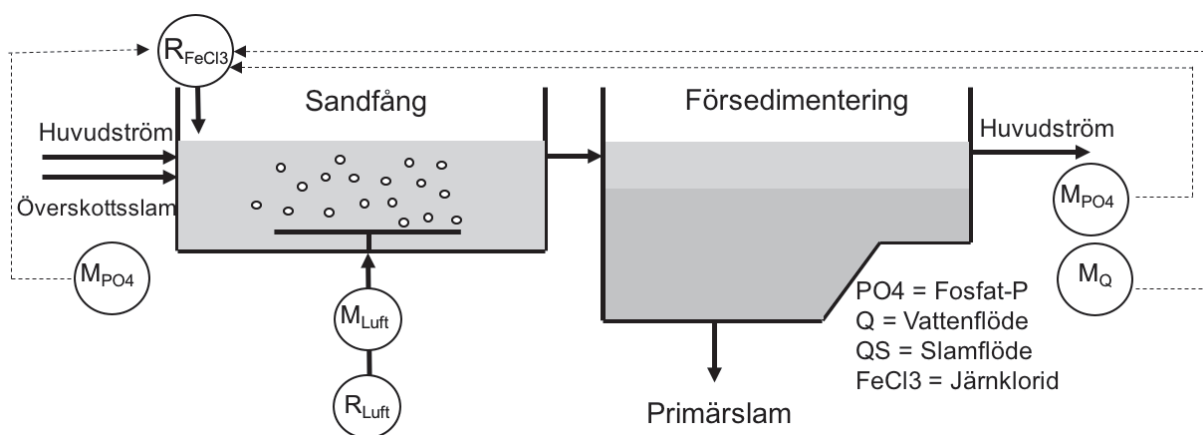 R_FeCl3
Sandfång
Försedimentering
Huvudström
Överskottsslam
Huvudström
M_PO4
M_PO4
M_Q
M_Luft
R_Luft
PO4 = Fosfat-P
Q = Vattenflöde
QS = Slamflöde
FeCl3 = Järnklorid
Primärslam